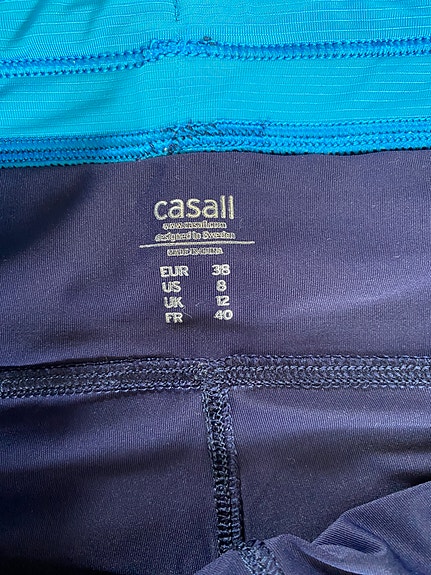 casall
www.casall.com
designed in Sweden
MADE IN CHINA
EUR 38
US 8
UK 12
FR 40